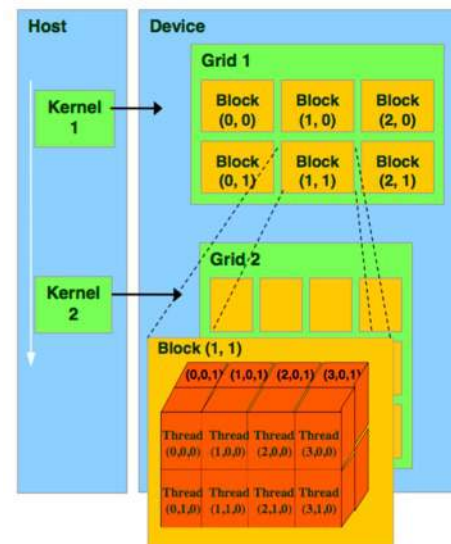 Host
Device
Grid 1
Kernel
1
Block
(0, 0)
Block
(1, 0)
Block
(2, 0)
Block
(0, 1)
Block
(1, 1)
Block
(2, 1)
Grid 2
Kernel
2
Block (1, 1)
(0,0,1) (1,0,1) (2,0,1) (3,0,1)
Thread
(0,0,0)
Thread
(1,0,0)
Thread
(2,0,0)
Thread
(3,0,0)
Thread
(0,1,0)
Thread
(1,1,0)
Thread
(2,1,0)
Thread
(3,1,0)